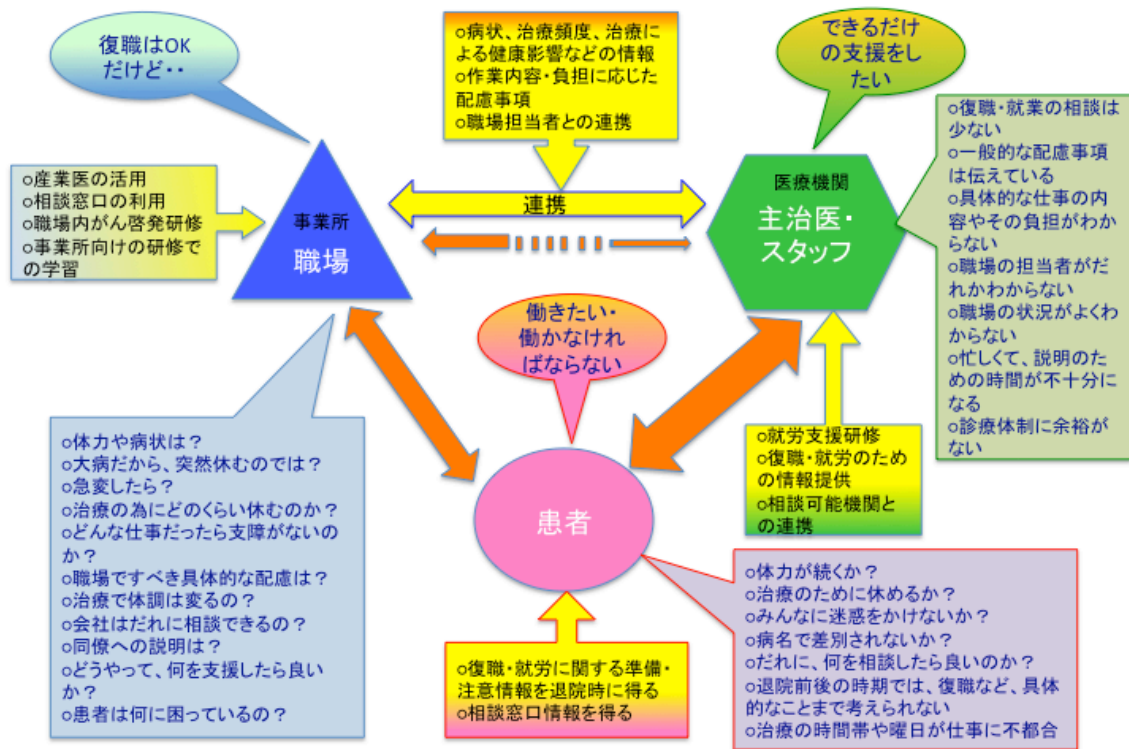 復職はOK
だけど・・
○病状、治療頻度、治療に
よる健康影響などの情報
○作業内容・負担に応じた
配慮事項
○職場担当者との連携
できるだけ
の支援をし
たい
○産業医の活用
○相談窓口の利用
○職場内がん啓発研修
○事業所向けの研修で
の学習
事業所
職場
連携
医療機関
主治医・
スタッフ
○復職・就業の相談は
少ない
○一般的な配慮事項
は伝えている
○具体的な仕事の内
容やその負担がわか
らない
○職場の担当者がだ
れかわからない
○職場の状況がよくわ
からない
○忙しくて、説明のた
めの時間が不十分に
なる
○診療体制に余裕が
ない
働きたい・
働かなけれ
ばならない
○体力や病状は？
○大病だから、突然休むのでは？
○急変したら？
○治療の為にどのくらい休むのか？
○どんな仕事だったら支障がないの
か？
○職場ですべき具体的な配慮は？
○治療で体調は変るの？
○会社はだれに相談できるの？
○同僚への説明は？
○どうやって、何を支援したら良い
か？
○患者は何に困っているの？
患者
○就労支援研修
○復職・就労のため
の情報提供
○相談可能機関と
の連携
○復職・就労に関する準備・
注意情報を退院時に得る
○相談窓口情報を得る
○体力が続くか？
○治療のために休めるか？
○みんなに迷惑をかけないか？
○病名で差別されないか？
○だれに、何を相談したら良いのか？
○退院前後の時期では、復職など、具体
的なことまで考えられない
○治療の時間帯や曜日が仕事に不都合